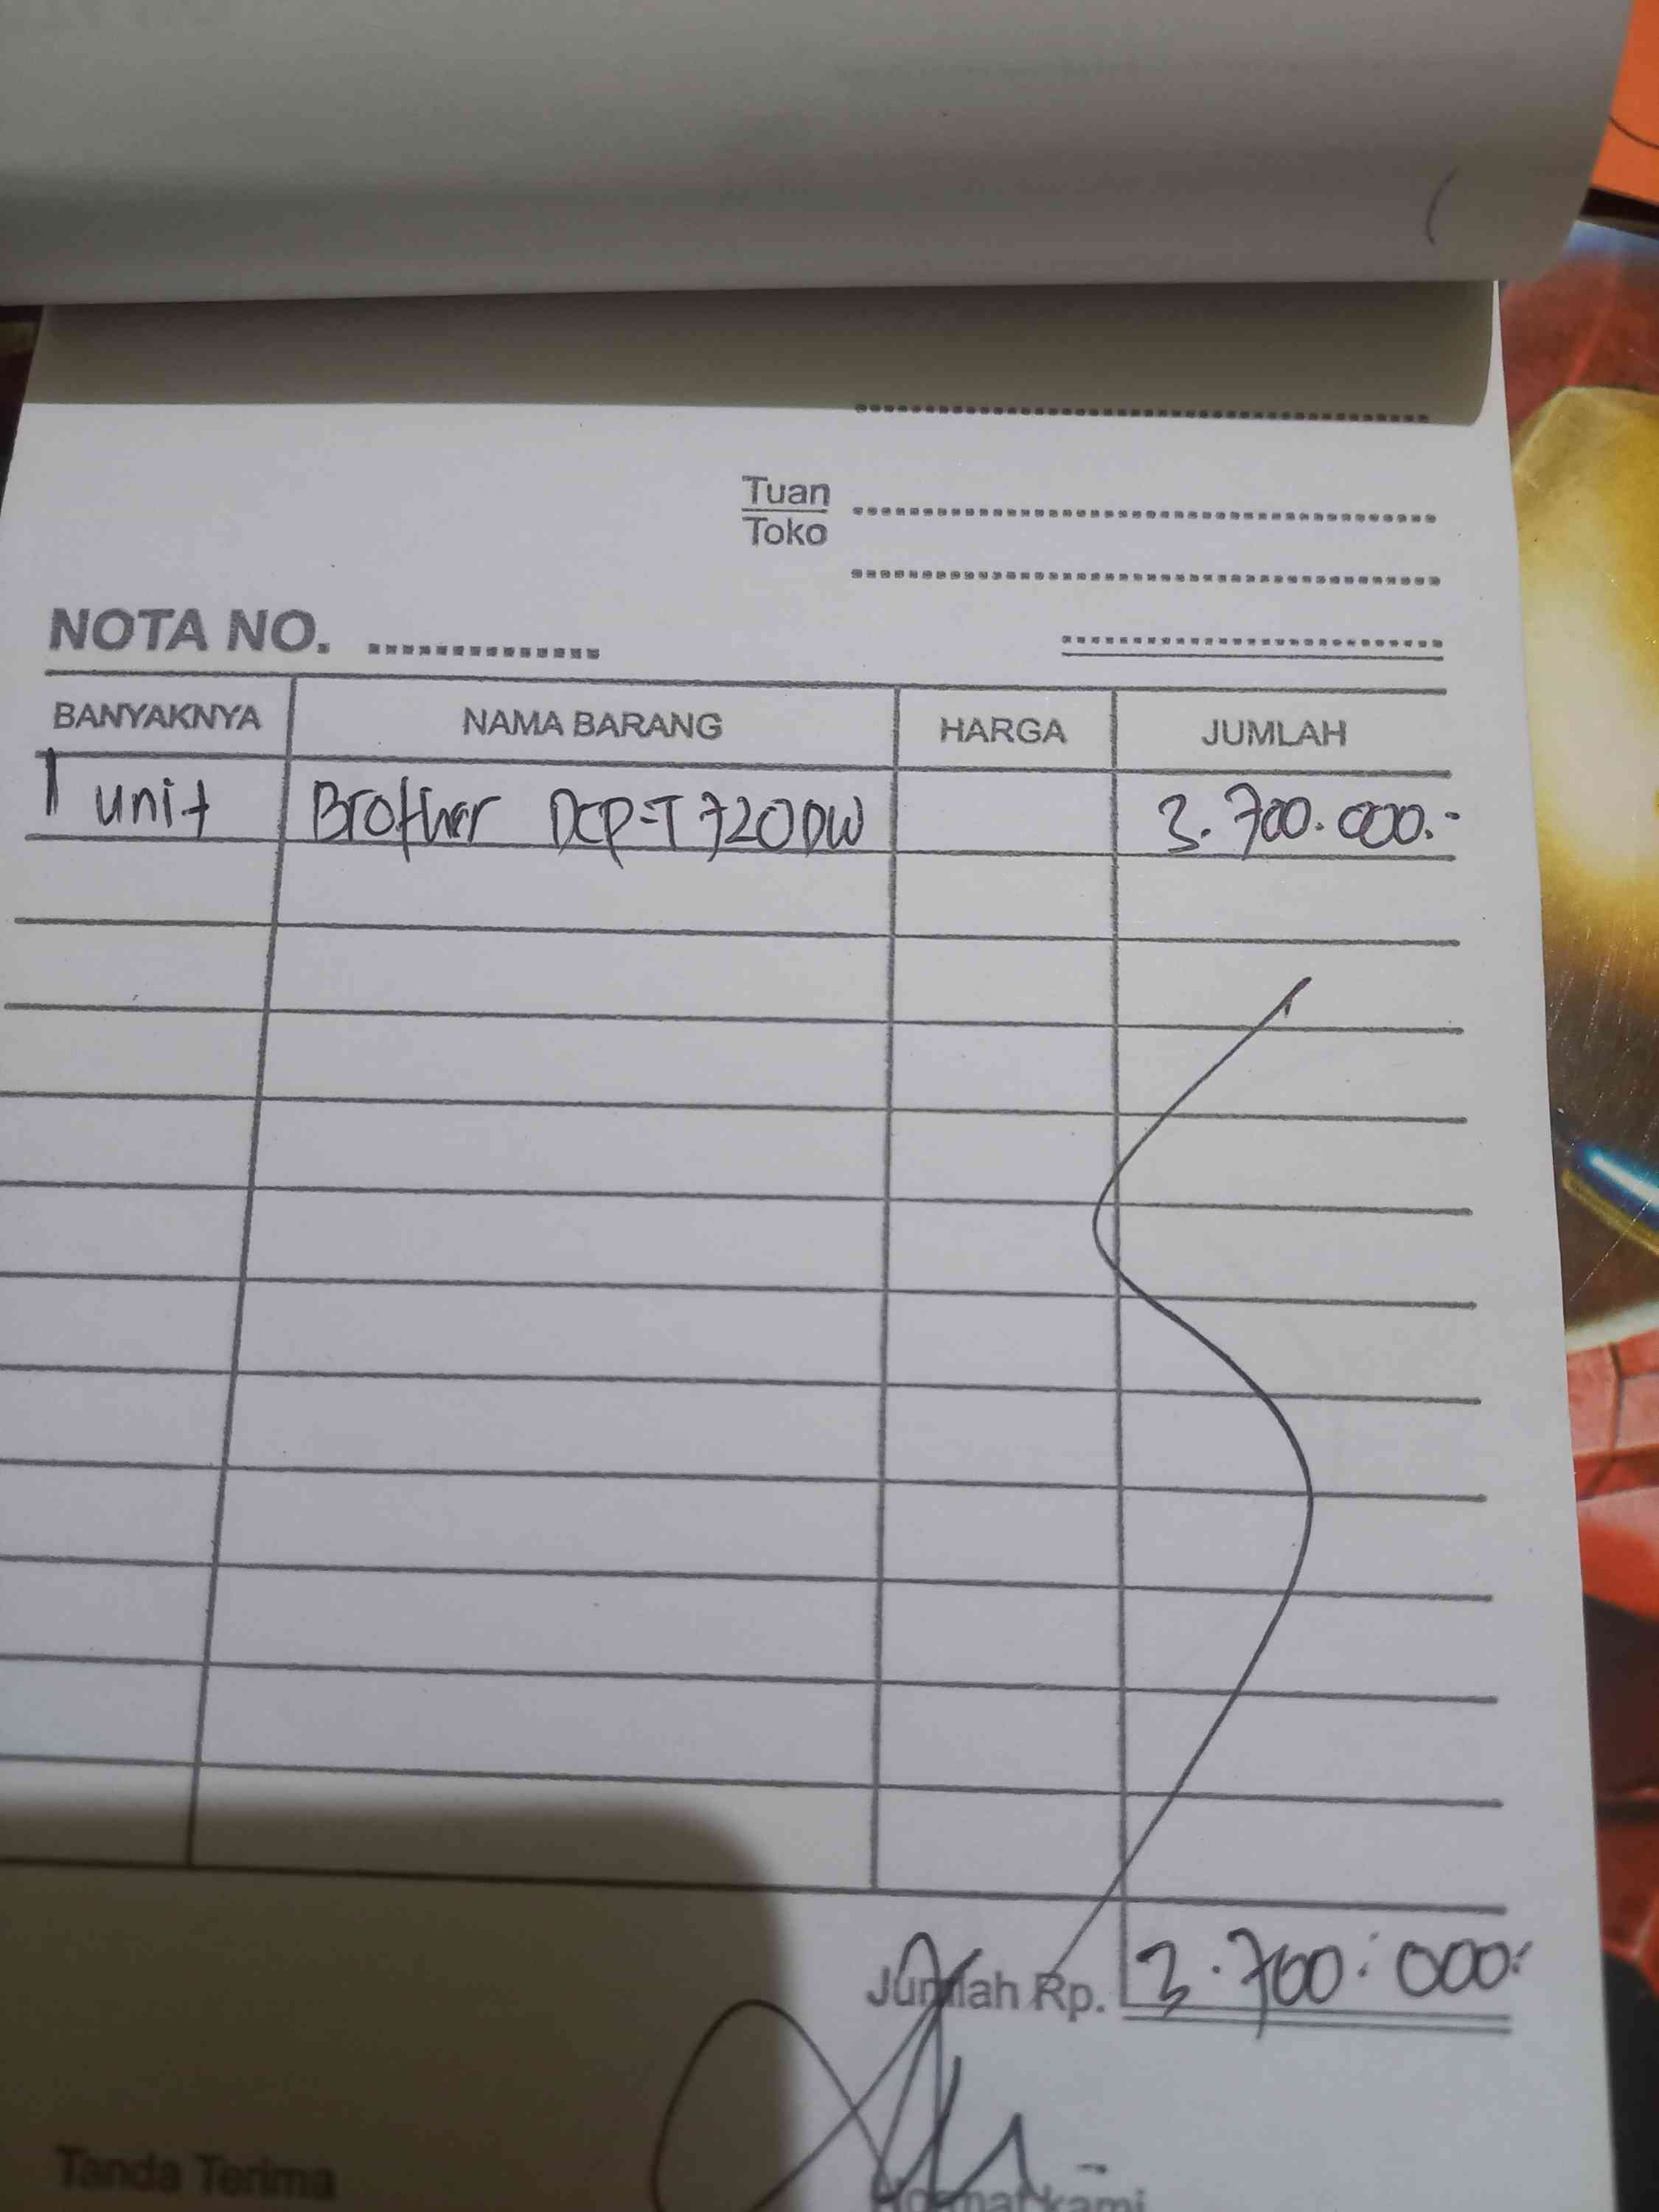 Tuan
Toko
NOTA NO.
BANYAKNYA NAMA BARANG HARGA JUMLAH
1 unit Brother DCP-T720DW 3.700.000.-
Jumlah Rp. 3.700.000.
Tanda Terima Hormat kami